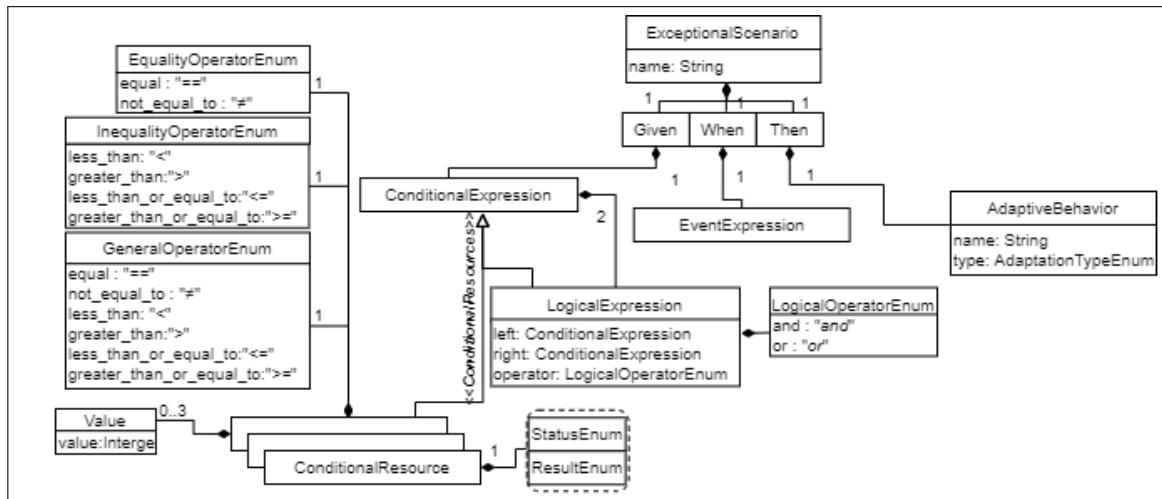 ExceptionalScenario
name: String
1
1
1
Given
When
Then
1
1
1
EqualityOperatorEnum
equal : "=="
not_equal_to : "≠"
1
InequalityOperatorEnum
less_than: "<"
greater_than:">"
less_than_or_equal_to:"<="
greater_than_or_equal_to:">="
1
GeneralOperatorEnum
equal : "=="
not_equal_to : "≠"
less_than: "<"
greater_than:">"
less_than_or_equal_to:"<="
greater_than_or_equal_to:">="
1
ConditionalExpression
2
<<ConditionalResources>>
EventExpression
AdaptiveBehavior
name: String
type: AdaptationTypeEnum
LogicalExpression
left: ConditionalExpression
right: ConditionalExpression
operator: LogicalOperatorEnum
LogicalOperatorEnum
and : "and"
or : "or"
Value
value:Interge
0..3
ConditionalResource
1
StatusEnum
ResultEnum